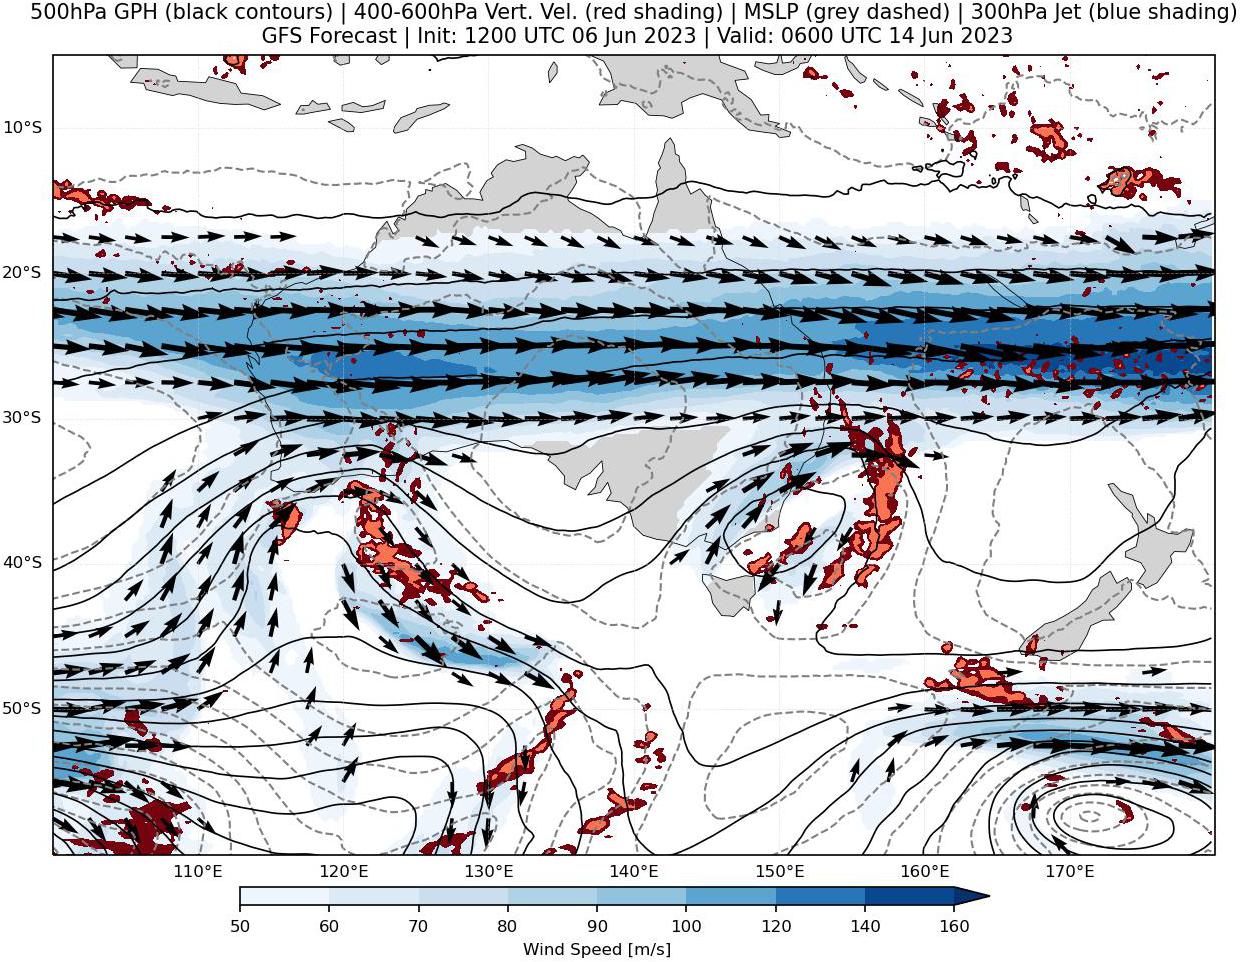 500hPa GPH (black contours) | 400-600hPa Vert. Vel. (red shading) | MSLP (grey dashed) | 300hPa Jet (blue shading)
GFS Forecast | Init: 1200 UTC 06 Jun 2023 | Valid: 0600 UTC 14 Jun 2023
10°S
20°S
30°S
40°S
50°S
110°E 120°E 130°E 140°E 150°E 160°E 170°E
50 60 70 80 90 100 120 140 160
Wind Speed [m/s]